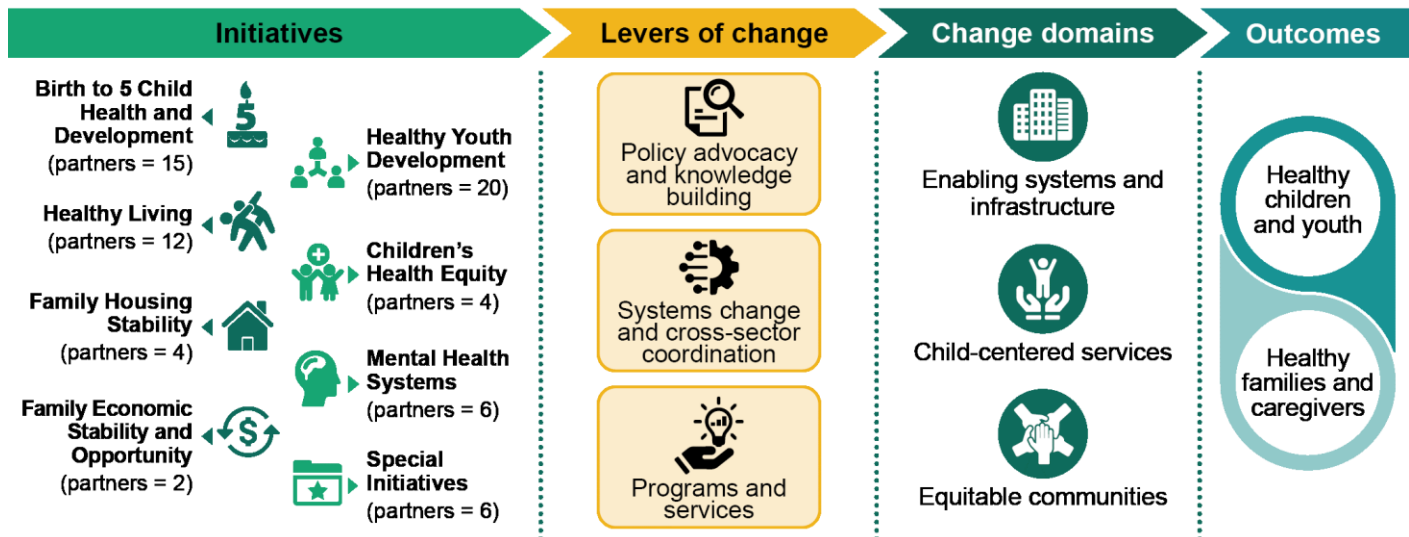 Initiatives
Birth to 5 Child
Health and
Development
(partners = 15)
5
Healthy Living
(partners = 12)
Family Housing
Stability
(partners = 4)
Family Economic
Stability and
Opportunity
(partners = 2)
$
Healthy Youth
Development
(partners = 20)
Children's
Health Equity
(partners = 4)
Mental Health
Systems
(partners = 6)
Special
Initiatives
(partners = 6)
Levers of change
Policy advocacy
and knowledge
building
Systems change
and cross-sector
coordination
Programs and
services
Change domains
Enabling systems and
infrastructure
Child-centered services
Equitable communities
Outcomes
Healthy
children
and youth
Healthy
families and
caregivers